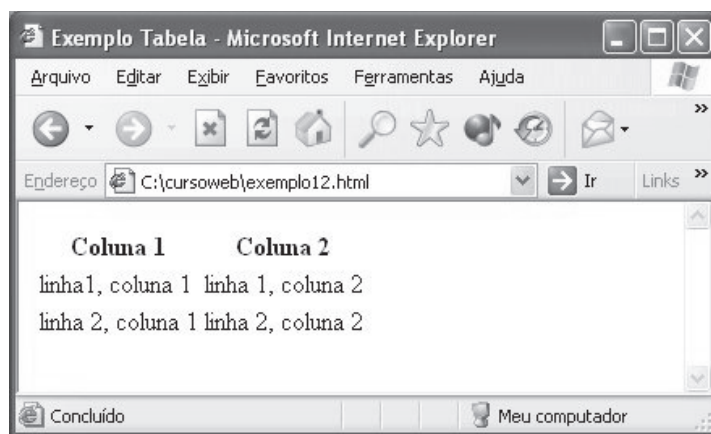 Exemplo Tabela - Microsoft Internet Explorer
Arquivo Editar Exibir Favoritos Ferramentas Ajuda
»
Endereço C:\cursoweb\exemplo12.html Ir Links »
Coluna 1 Coluna 2
linha1, coluna 1 linha 1, coluna 2
linha 2, coluna 1 linha 2, coluna 2
Concluído Meu computador